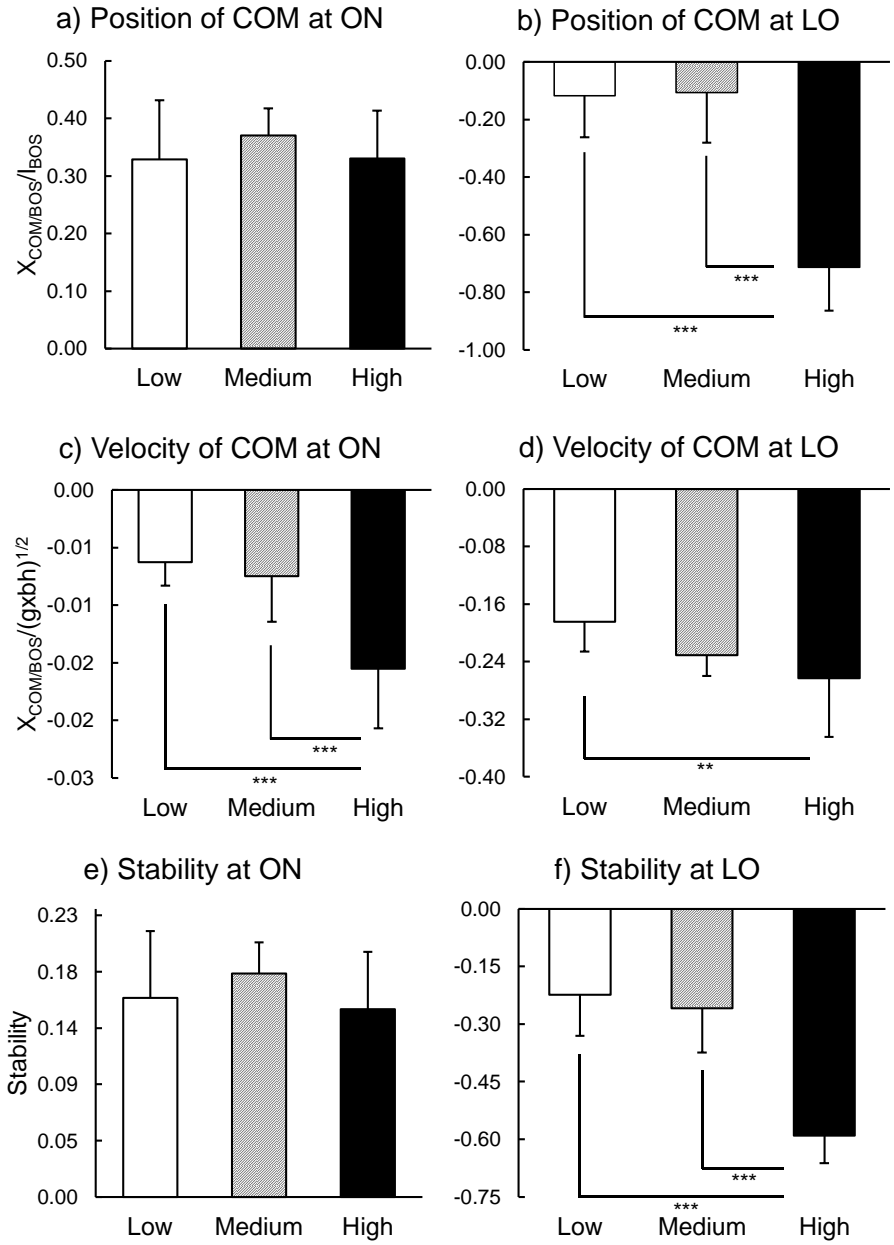 a) Position of COM at ON
X_COM/BOS/l_BOS
0.50
0.40
0.30
0.20
0.10
0.00
Low Medium High
b) Position of COM at LO
0.00
-0.20
-0.40
-0.60
-0.80
-1.00
***
***
Low Medium High
c) Velocity of COM at ON
X_COM/BOS/(gxbh)^1/2
0.00
-0.01
-0.01
-0.02
-0.02
-0.03
***
***
Low Medium High
d) Velocity of COM at LO
0.00
-0.08
-0.16
-0.24
-0.32
-0.40
**
Low Medium High
e) Stability at ON
Stability
0.23
0.18
0.14
0.09
0.05
0.00
Low Medium High
f) Stability at LO
0.00
-0.15
-0.30
-0.45
-0.60
-0.75
***
***
Low Medium High